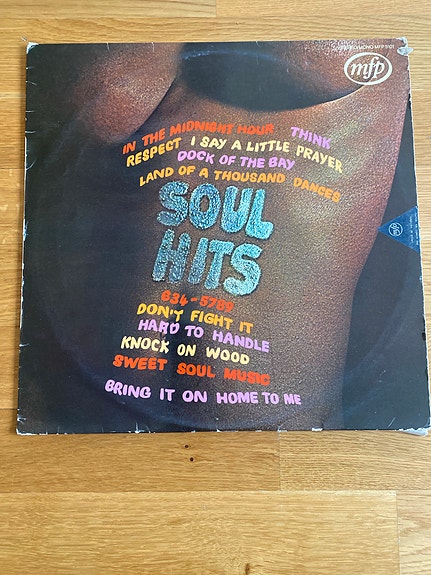 mfp
IN THE MIDNIGHT HOUR THINK
RESPECT I SAY A LITTLE PRAYER
DOCK OF THE BAY
LAND OF A THOUSAND DANCES
SOUL
HITS
634-5789
DON'T FIGHT IT
HARD TO HANDLE
KNOCK ON WOOD
SWEET SOUL MUSIC
BRING IT ON HOME TO ME
mfp